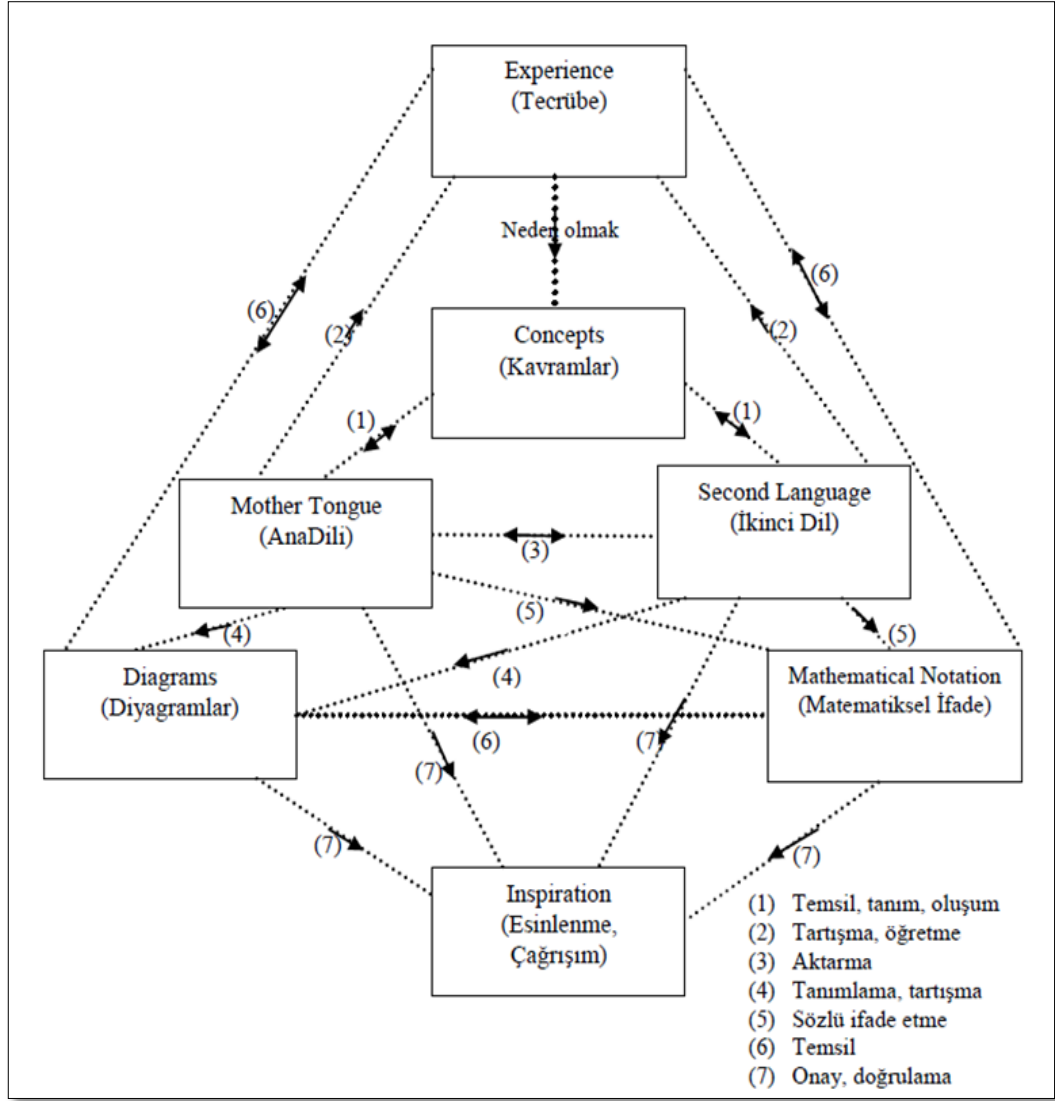 Experience
(Tecrübe)
Neden olmak
(6)
(6)
(2)
(2)
Concepts
(Kavramlar)
(1)
(1)
Mother Tongue
(AnaDili)
Second Language
(İkinci Dil)
(3)
(5)
(4)
(5)
(4)
Diagrams
(Diyagramlar)
Mathematical Notation
(Matematiksel İfade)
(6)
(7)
(7)
(7)
(7)
Inspiration
(Esinlenme,
Çağrışım)
(1) Temsil, tanım, oluşum
(2) Tartışma, öğretme
(3) Aktarma
(4) Tanımlama, tartışma
(5) Sözlü ifade etme
(6) Temsil
(7) Onay, doğrulama